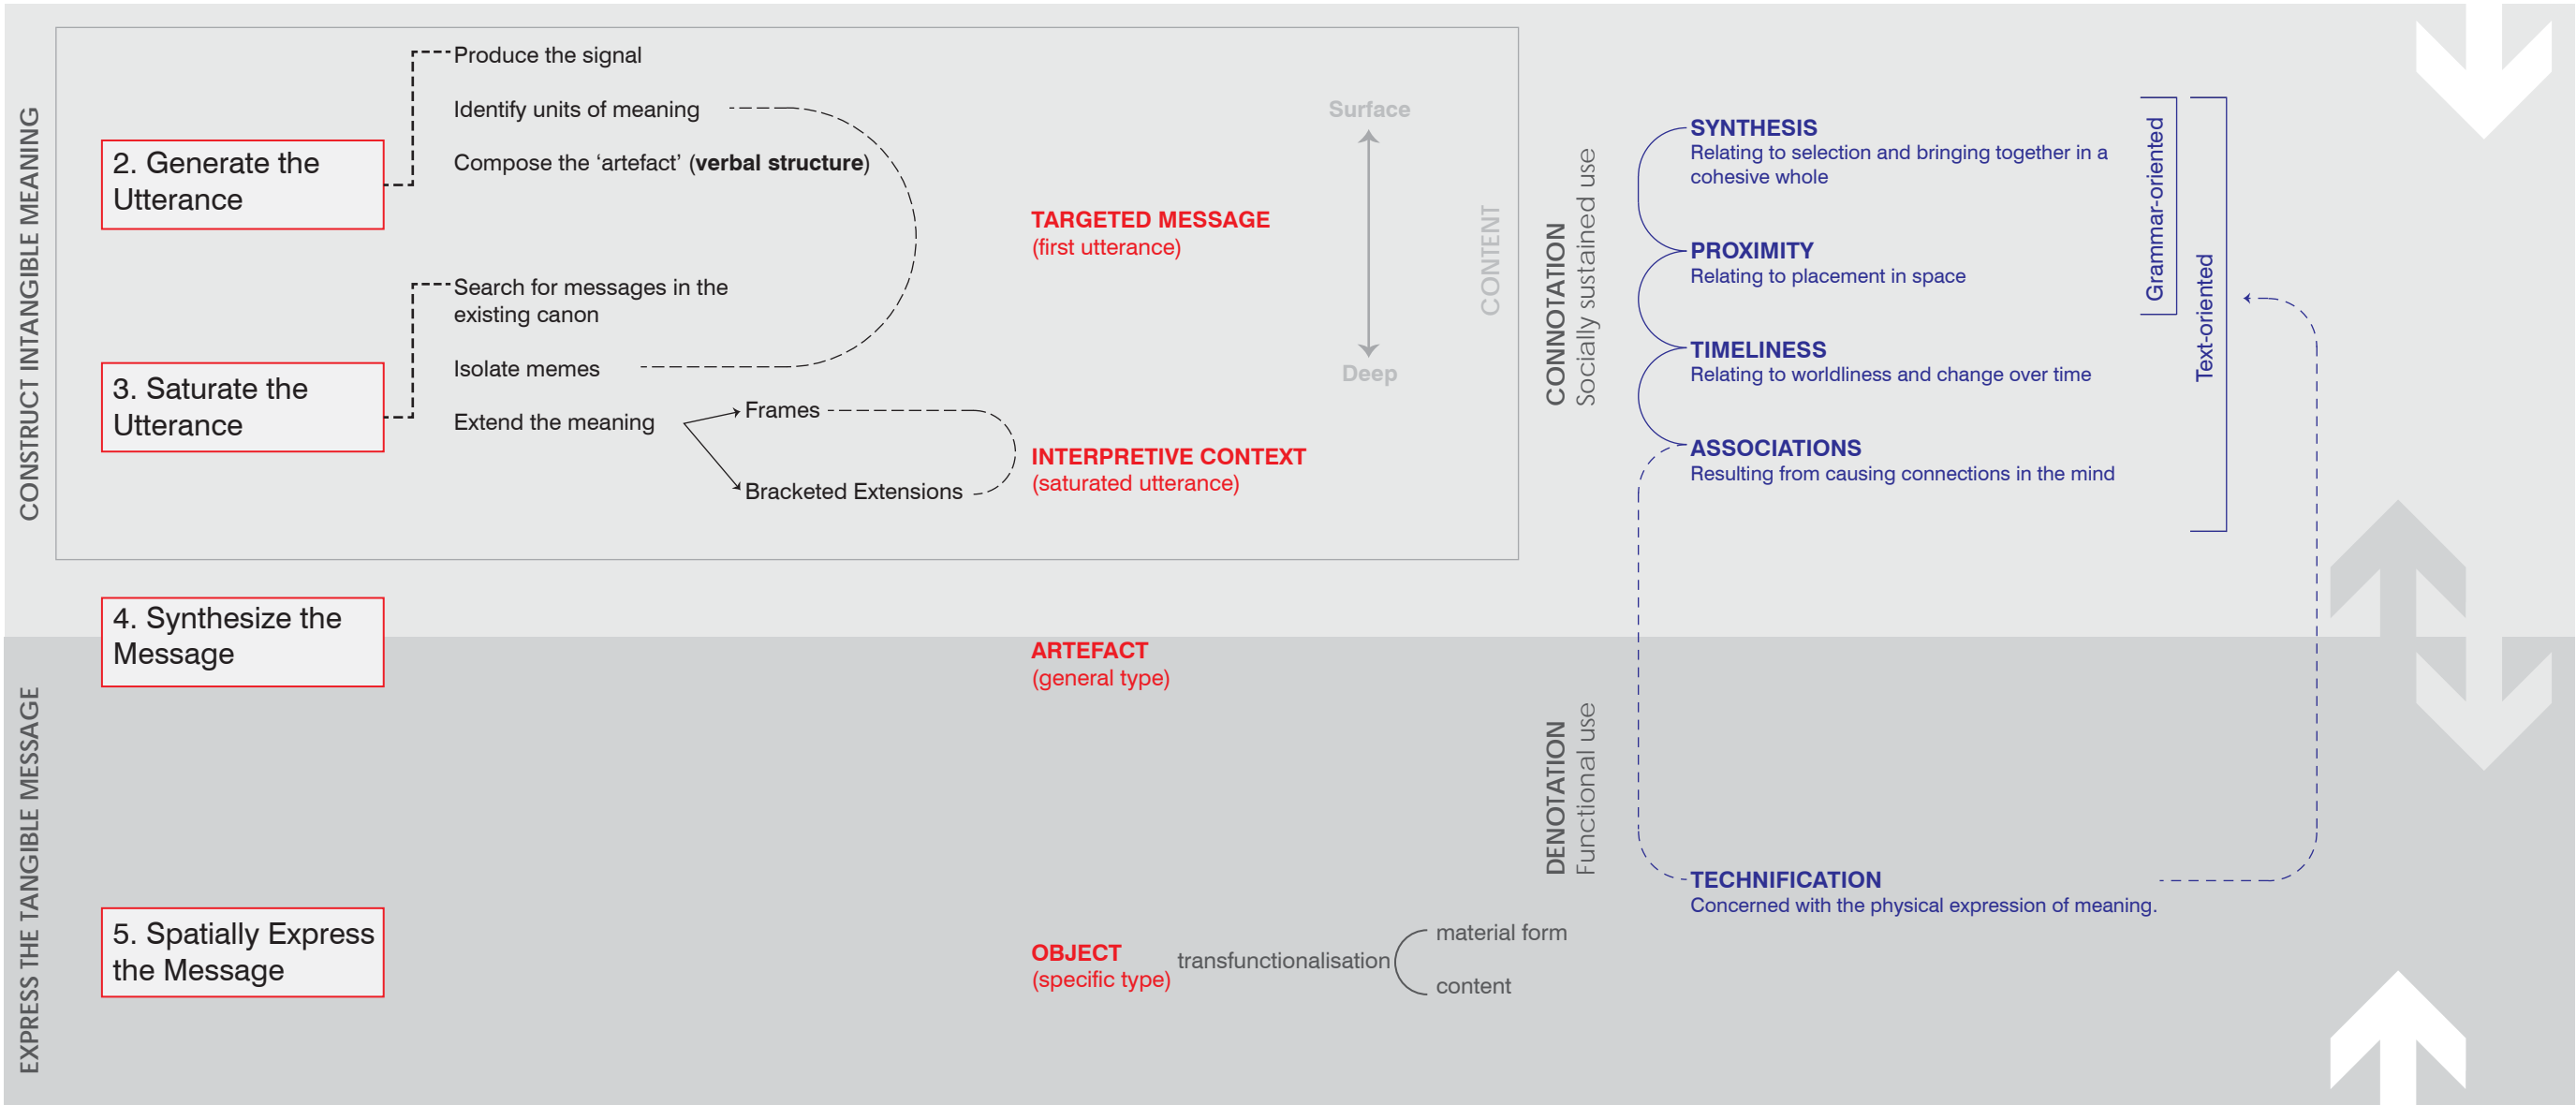 CONSTRUCT INTANGIBLE MEANING
2. Generate the
Utterance
Produce the signal
Identify units of meaning
Compose the ‘artefact’ (verbal structure)
TARGETED MESSAGE
(first utterance)
3. Saturate the
Utterance
Search for messages in the
existing canon
Isolate memes
Extend the meaning
Frames
Bracketed Extensions
INTERPRETIVE CONTEXT
(saturated utterance)
Surface
Deep
CONTENT
CONNOTATION
Socially sustained use
SYNTHESIS
Relating to selection and bringing together in a
cohesive whole
PROXIMITY
Relating to placement in space
TIMELINESS
Relating to worldliness and change over time
ASSOCIATIONS
Resulting from causing connections in the mind
Grammar-oriented
Text-oriented
EXPRESS THE TANGIBLE MESSAGE
4. Synthesize the
Message
ARTEFACT
(general type)
5. Spatially Express
the Message
OBJECT
(specific type)
transfunctionalisation
material form
content
DENOTATION
Functional use
TECHNIFICATION
Concerned with the physical expression of meaning.